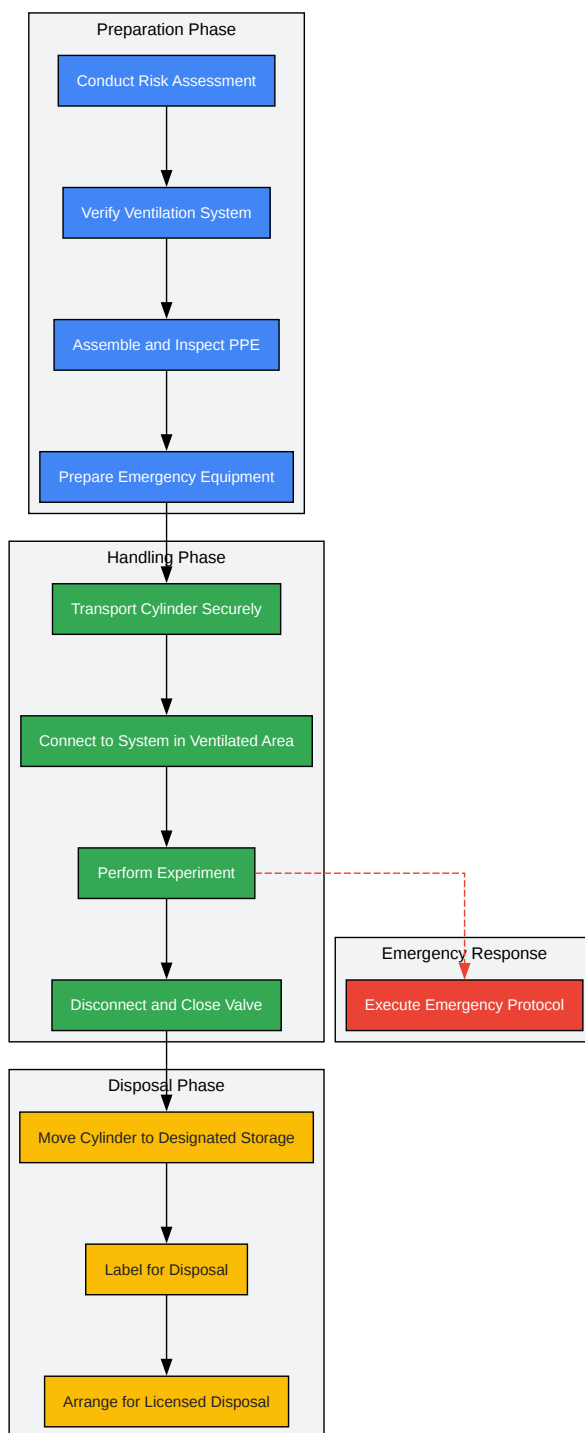 Preparation Phase
Conduct Risk Assessment
Verify Ventilation System
Assemble and Inspect PPE
Prepare Emergency Equipment
Handling Phase
Transport Cylinder Securely
Connect to System in Ventilated Area
Perform Experiment
Emergency Response
Disconnect and Close Valve
Execute Emergency Protocol
Disposal Phase
Move Cylinder to Designated Storage
Label for Disposal
Arrange for Licensed Disposal